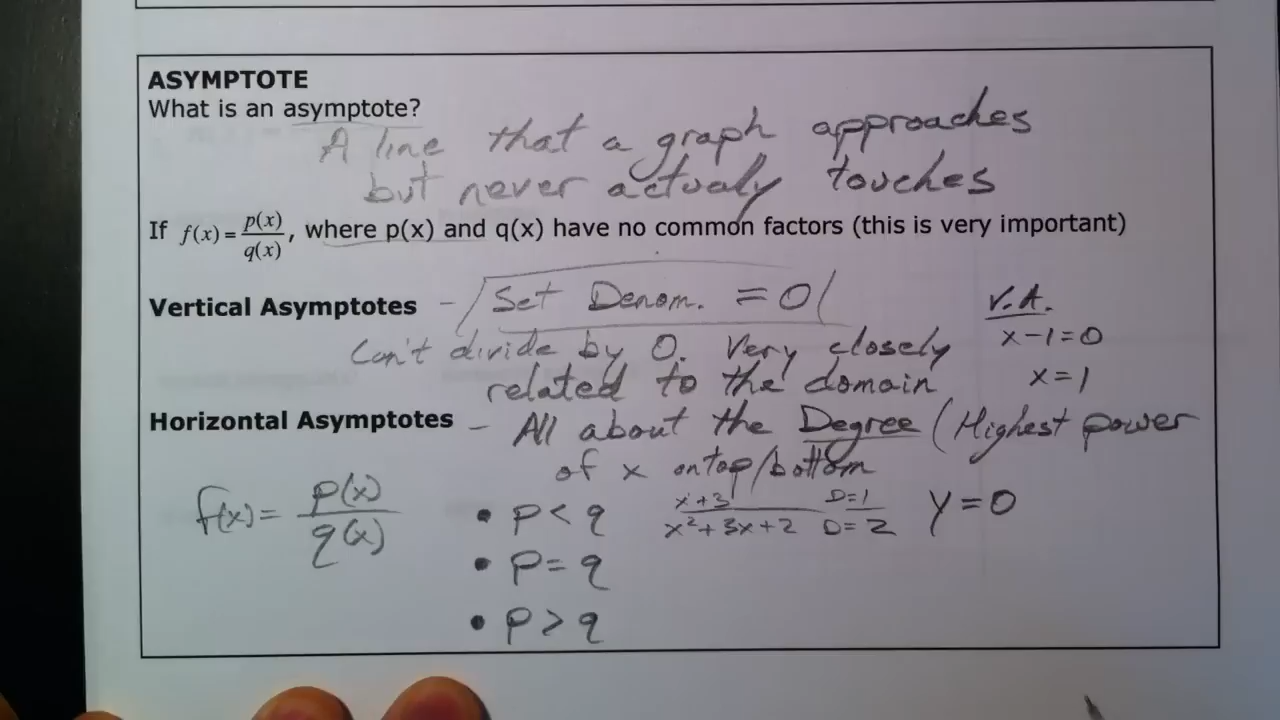 ASYMPTOTE
What is an asymptote?
A line that a graph approaches
but never actualy touches
If f(x) = p(x)/q(x), where p(x) and q(x) have no common factors (this is very important)
Vertical Asymptotes - Set Denom. = 0
V.A.
x-1=0
x=1
Can't divide by 0. Very closely
related to the domain
Horizontal Asymptotes - All about the Degree (Highest power
of x on top/bottom
f(x) = p(x)/q(x)
• p < q x+3/x²+3x+2 D=1/D=2 y=0
• p = q
• p > q